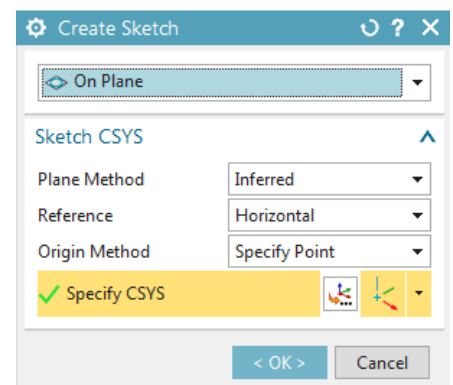 Create Sketch ?
On Plane
Sketch CSYS
Plane Method Inferred
Reference Horizontal
Origin Method Specify Point
Specify CSYS
< OK > Cancel